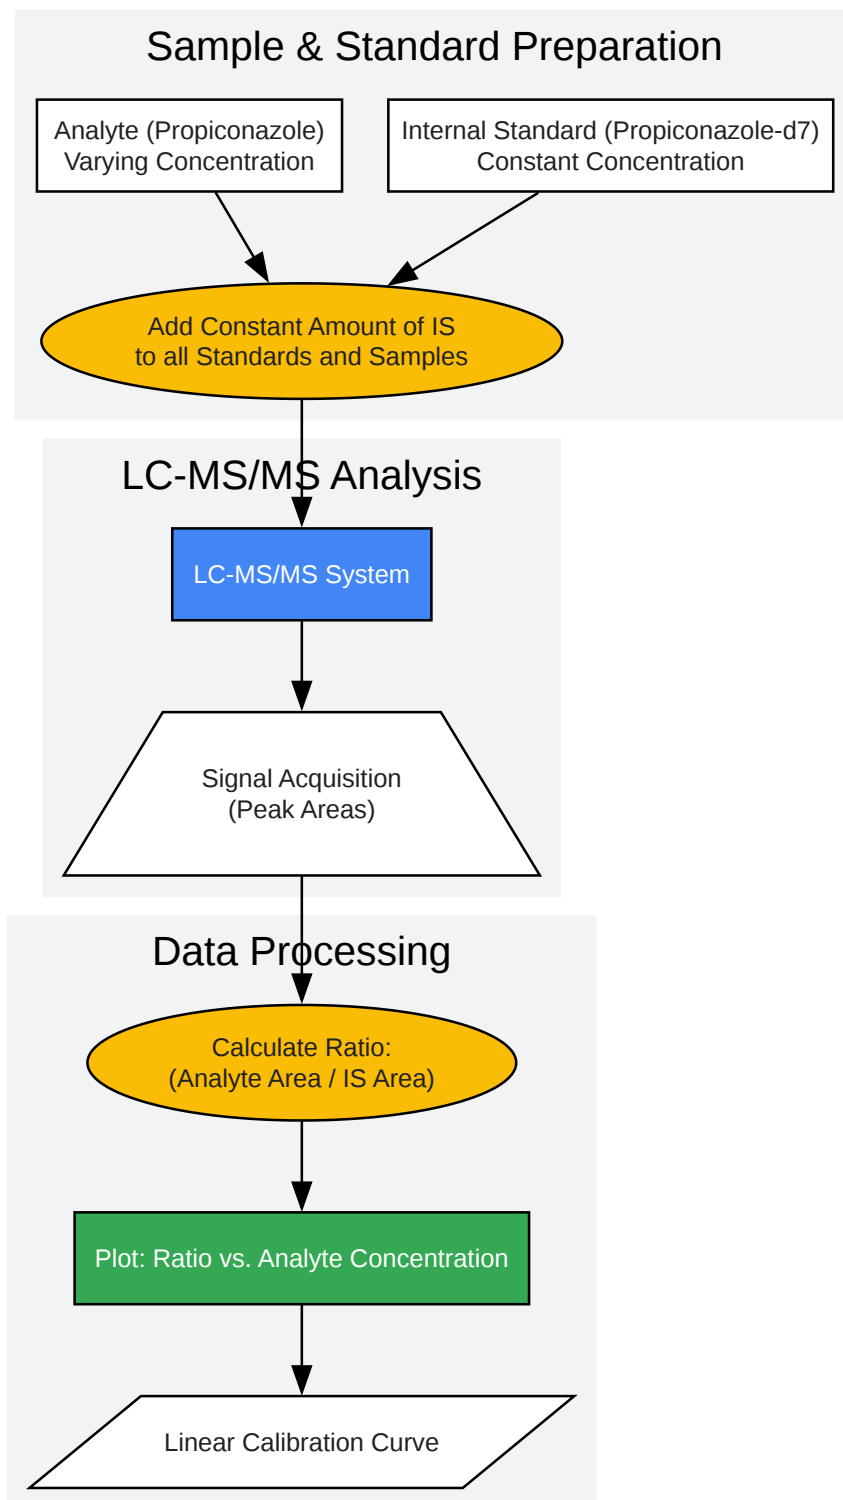 Sample & Standard Preparation
Analyte (Propiconazole)
Varying Concentration
Internal Standard (Propiconazole-d7)
Constant Concentration
Add Constant Amount of IS
to all Standards and Samples
LC-MS/MS Analysis
LC-MS/MS System
Signal Acquisition
(Peak Areas)
Data Processing
Calculate Ratio:
(Analyte Area / IS Area)
Plot: Ratio vs. Analyte Concentration
Linear Calibration Curve